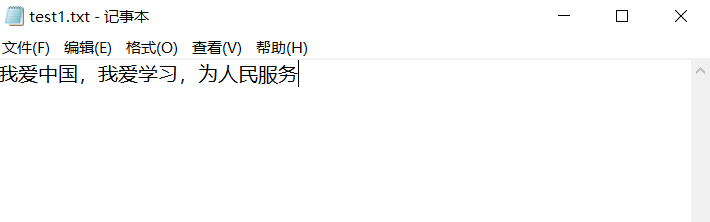 test1.txt - 记事本
文件(F) 编辑(E) 格式(O) 查看(V) 帮助(H)
我爱中国，我爱学习，为人民服务